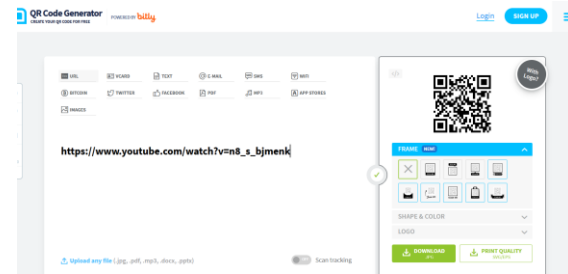 QR Code Generator
CREATE YOUR QR CODE FOR FREE
POWERED BY bitly
Login
SIGN UP
URL
VCARD
TEXT
E-MAIL
SMS
WIFI
BITCOIN
TWITTER
FACEBOOK
PDF
MP3
APP STORES
IMAGES
https://www.youtube.com/watch?v=n8_s_bjmenk
Upload any file (.jpg, .pdf, .mp3, .docx, .pptx)
Scan tracking
With Logo?
FRAME NEW!
SHAPE & COLOR
LOGO
DOWNLOAD
JPG
PRINT QUALITY